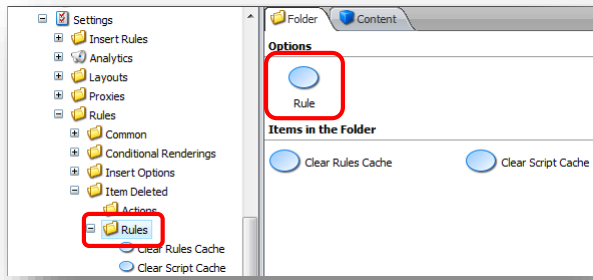 Settings
Insert Rules
Analytics
Layouts
Proxies
Rules
Common
Conditional Renderings
Insert Options
Item Deleted
Actions
Rules
Clear Rules Cache
Clear Script Cache
Folder Content
Options
Rule
Items in the Folder
Clear Rules Cache Clear Script Cache